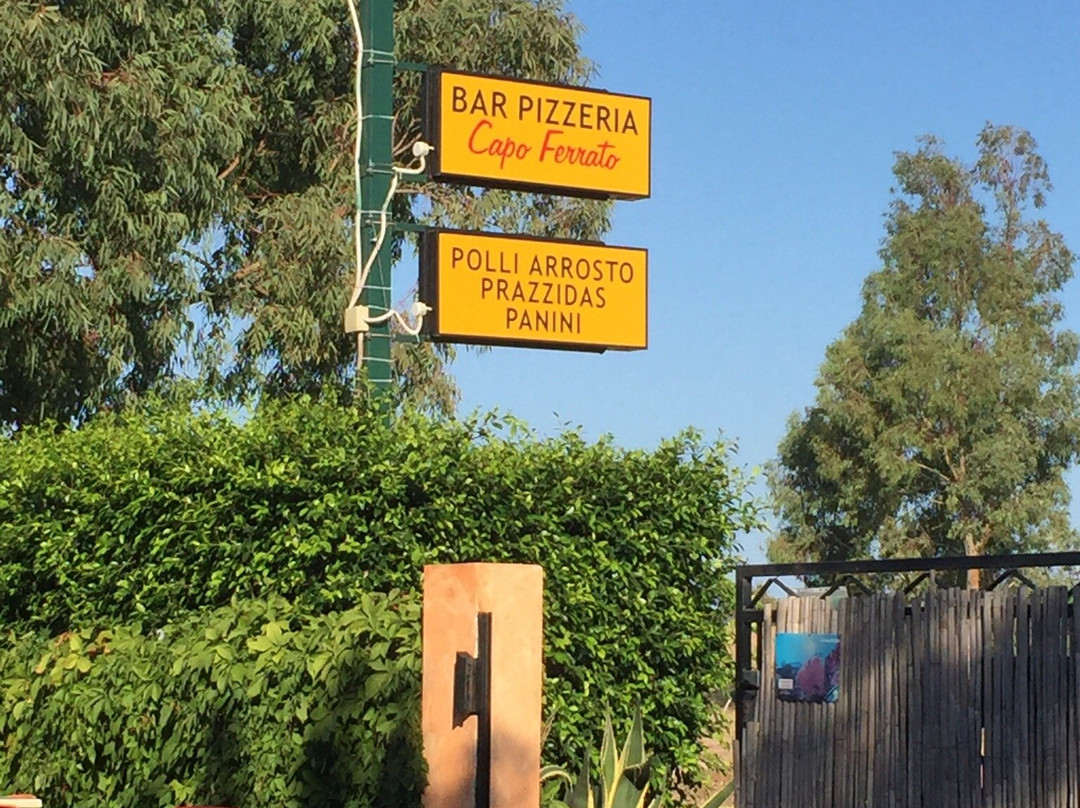 BAR PIZZERIA
Capo Ferrato
POLLI ARROSTO
PRAZZIDAS
PANINI